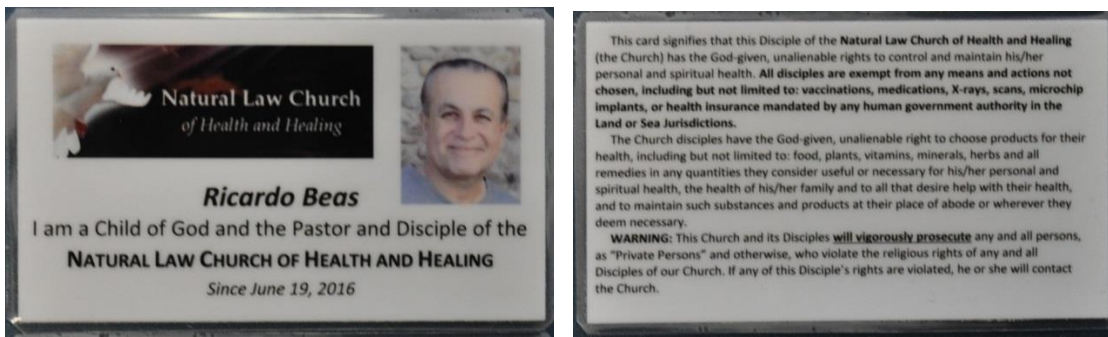 Natural Law Church
of Health and Healing
Ricardo Beas
I am a Child of God and the Pastor and Disciple of the
NATURAL LAW CHURCH OF HEALTH AND HEALING
Since June 19, 2016
This card signifies that this Disciple of the Natural Law Church of Health and Healing
(the Church) has the God-given, unalienable rights to control and maintain his/her
personal and spiritual health. All disciples are exempt from any means and actions not
chosen, including but not limited to: vaccinations, medications, X-rays, scans, microchip
implants, or health insurance mandated by any human government authority in the
Land or Sea Jurisdictions.
The Church disciples have the God-given, unalienable right to choose products for their
health, including but not limited to: food, plants, vitamins, minerals, herbs and all
remedies in any quantities they consider useful or necessary for his/her personal and
spiritual health, the health of his/her family and to all that desire help with their health,
and to maintain such substances and products at their place of abode or wherever they
deem necessary.
WARNING: This Church and its Disciples will vigorously prosecute any and all persons,
as "Private Persons" and otherwise, who violate the religious rights of any and all
Disciples of our Church. If any of this Disciple's rights are violated, he or she will contact
the Church.